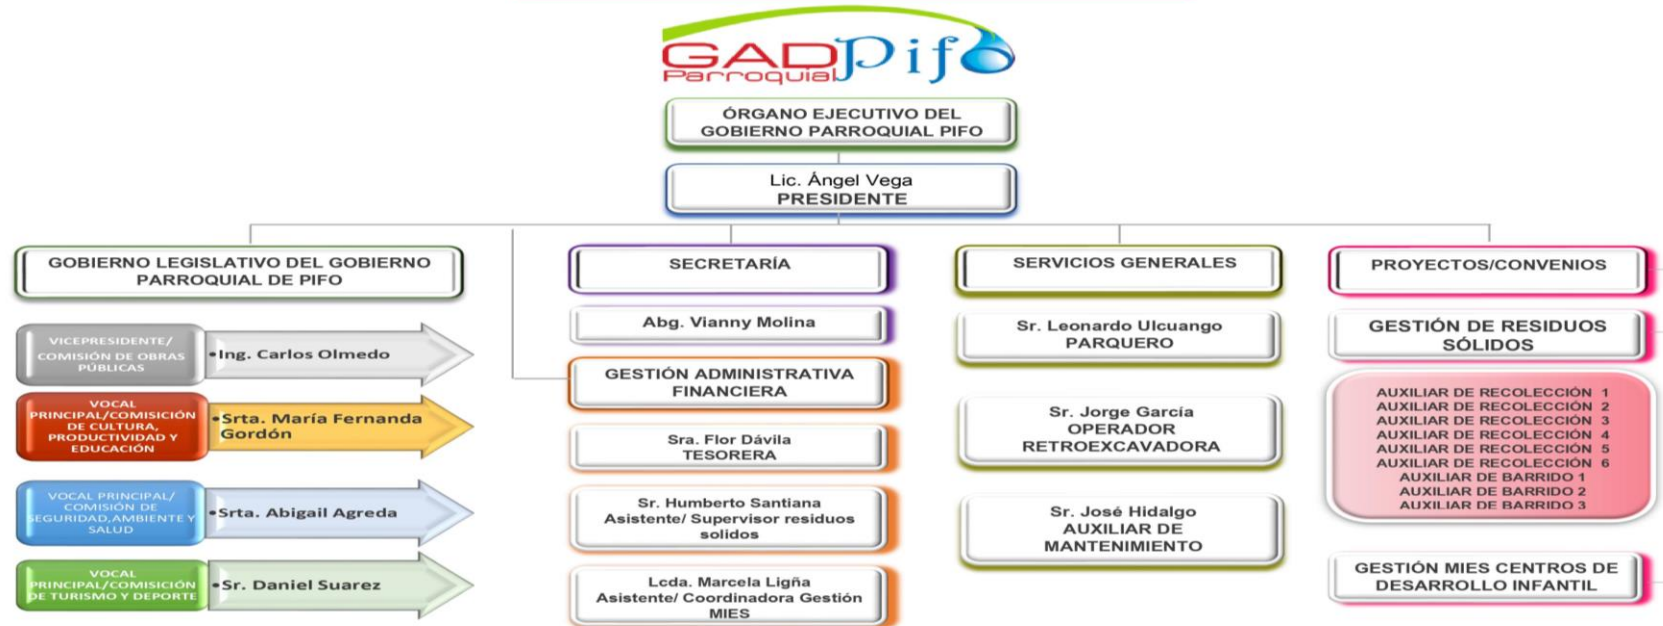 GAD Pifo
Parroquial
ÓRGANO EJECUTIVO DEL
GOBIERNO PARROQUIAL PIFO
Lic. Ángel Vega
PRESIDENTE
GOBIERNO LEGISLATIVO DEL GOBIERNO
PARROQUIAL DE PIFO
VICEPRESIDENTE/
COMISIÓN DE OBRAS
PÚBLICAS
•Ing. Carlos Olmedo
VOCAL
PRINCIPAL/COMISICIÓN
DE CULTURA,
PRODUCTIVIDAD Y
EDUCACIÓN
•Srta. María Fernanda
Gordón
VOCAL PRINCIPAL/
COMISIÓN DE
SEGURIDAD,AMBIENTE Y
SALUD
•Srta. Abigail Agreda
VOCAL
PRINCIPAL/COMISICIÓN
DE TURISMO Y DEPORTE
•Sr. Daniel Suarez
SECRETARÍA
Abg. Vianny Molina
GESTIÓN ADMINISTRATIVA
FINANCIERA
Sra. Flor Dávila
TESORERA
Sr. Humberto Santiana
Asistente/ Supervisor residuos
solidos
Lcda. Marcela Ligña
Asistente/ Coordinadora Gestión
MIES
SERVICIOS GENERALES
Sr. Leonardo Ulcuango
PARQUERO
Sr. Jorge García
OPERADOR
RETROEXCAVADORA
Sr. José Hidalgo
AUXILIAR DE
MANTENIMIENTO
PROYECTOS/CONVENIOS
GESTIÓN DE RESIDUOS
SÓLIDOS
AUXILIAR DE RECOLECCIÓN 1
AUXILIAR DE RECOLECCIÓN 2
AUXILIAR DE RECOLECCIÓN 3
AUXILIAR DE RECOLECCIÓN 4
AUXILIAR DE RECOLECCIÓN 5
AUXILIAR DE RECOLECCIÓN 6
AUXILIAR DE BARRIDO 1
AUXILIAR DE BARRIDO 2
AUXILIAR DE BARRIDO 3
GESTIÓN MIES CENTROS DE
DESARROLLO INFANTIL